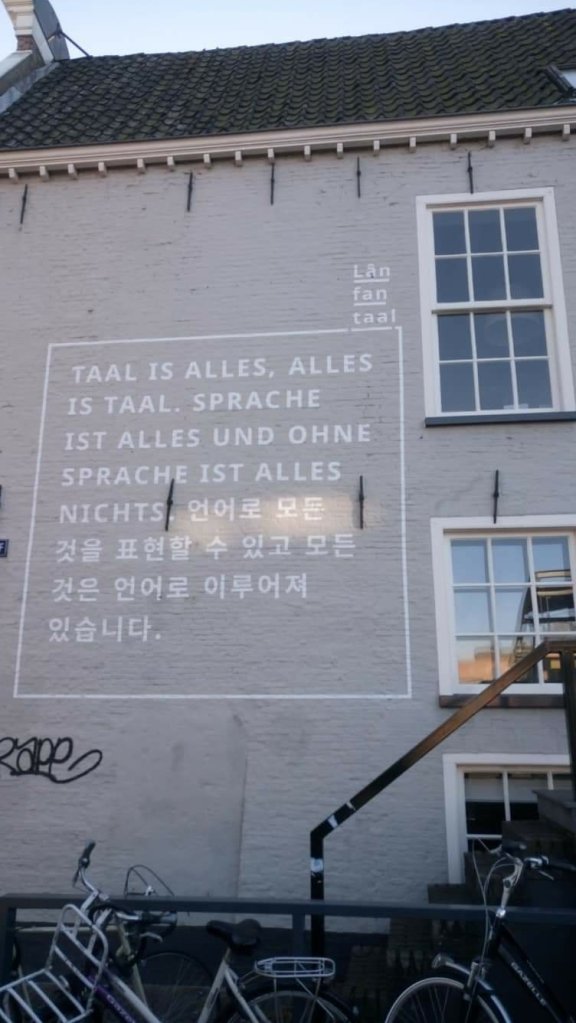 Lân
fan
taal
TAAL IS ALLES, ALLES
IS TAAL. SPRACHE
IST ALLES UND OHNE
SPRACHE IST ALLES
NICHTS. 언어로 모든
것을 표현할 수 있고 모든
것은 언어로 이루어져
있습니다.
GAZELLE